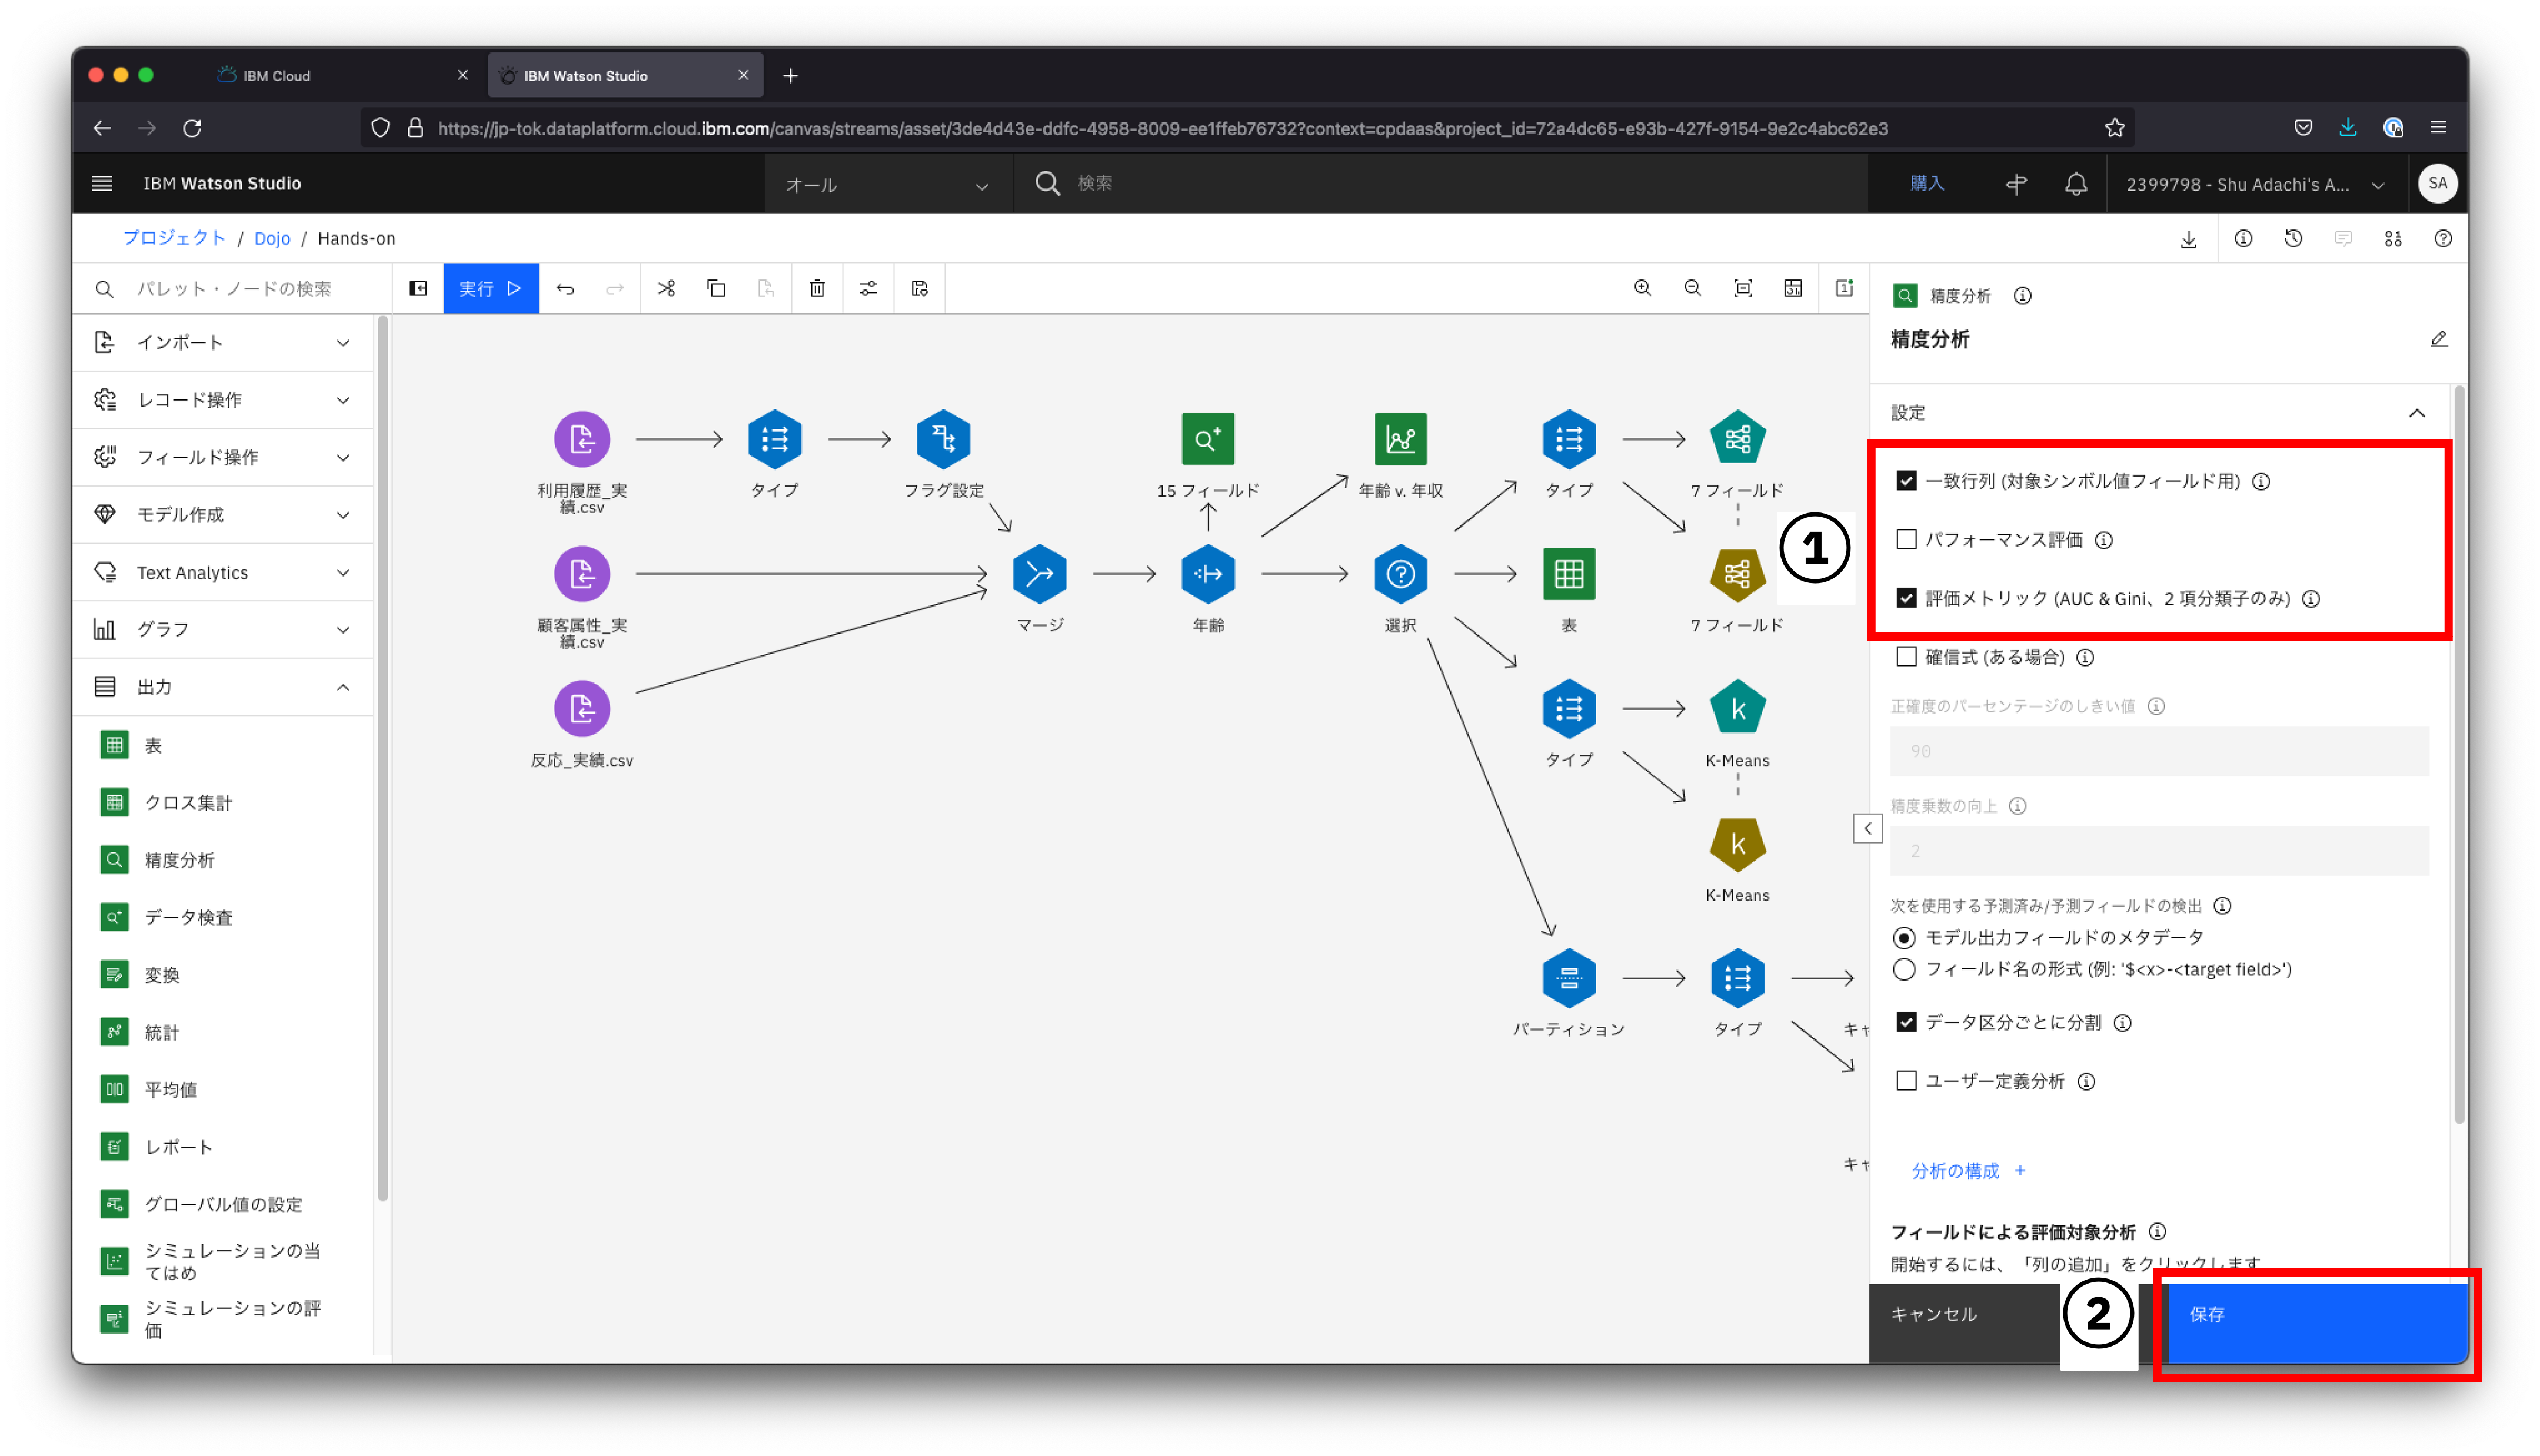 IBM Cloud
IBM Watson Studio
https://jp-tok.dataplatform.cloud.ibm.com/canvas/streams/asset/3de4d43e-ddfc-4958-8009-ee1ffeb76732?context=cpdaas&project_id=72a4dc65-e93b-427f-9154-9e2c4abc62e3
IBM Watson Studio
オール
検索
購入
2399798 - Shu Adachi's A...
SA
プロジェクト / Dojo / Hands-on
パレット・ノードの検索
実行
インポート
レコード操作
フィールド操作
モデル作成
Text Analytics
グラフ
出力
表
クロス集計
精度分析
データ検査
変換
統計
平均値
レポート
グローバル値の設定
シミュレーションの当
てはめ
シミュレーションの評
価
利用履歴_実
績.csv
タイプ
フラグ設定
15 フィールド
年齢 v. 年収
タイプ
7 フィールド
顧客属性_実
績.csv
マージ
年齢
選択
表
7 フィールド
反応_実績.csv
タイプ
K-Means
K-Means
パーティション
タイプ
キャ
キャ
精度分析
精度分析
設定
1
一致行列 (対象シンボル値フィールド用)
パフォーマンス評価
評価メトリック (AUC & Gini、2 項分類子のみ)
確信式 (ある場合)
正確度のパーセンテージのしきい値
90
精度乗数の向上
2
次を使用する予測済み/予測フィールドの検出
モデル出力フィールドのメタデータ
フィールド名の形式 (例: '$<x>-<target field>')
データ区分ごとに分割
ユーザー定義分析
分析の構成 +
フィールドによる評価対象分析
開始するには、「列の追加」をクリックします
キャンセル
2
保存